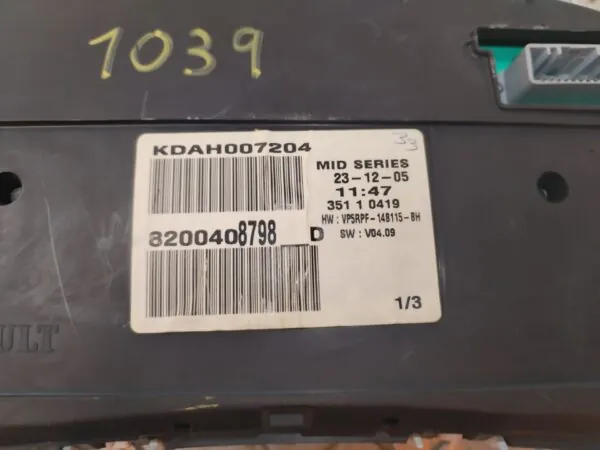 1039
KDAH007204
33
MID SERIES
23-12-05
11:47
351 1 0419
HW : VP5RPF-14B115-BH
8200408798__D
SW : V04.09
1/3
ULT